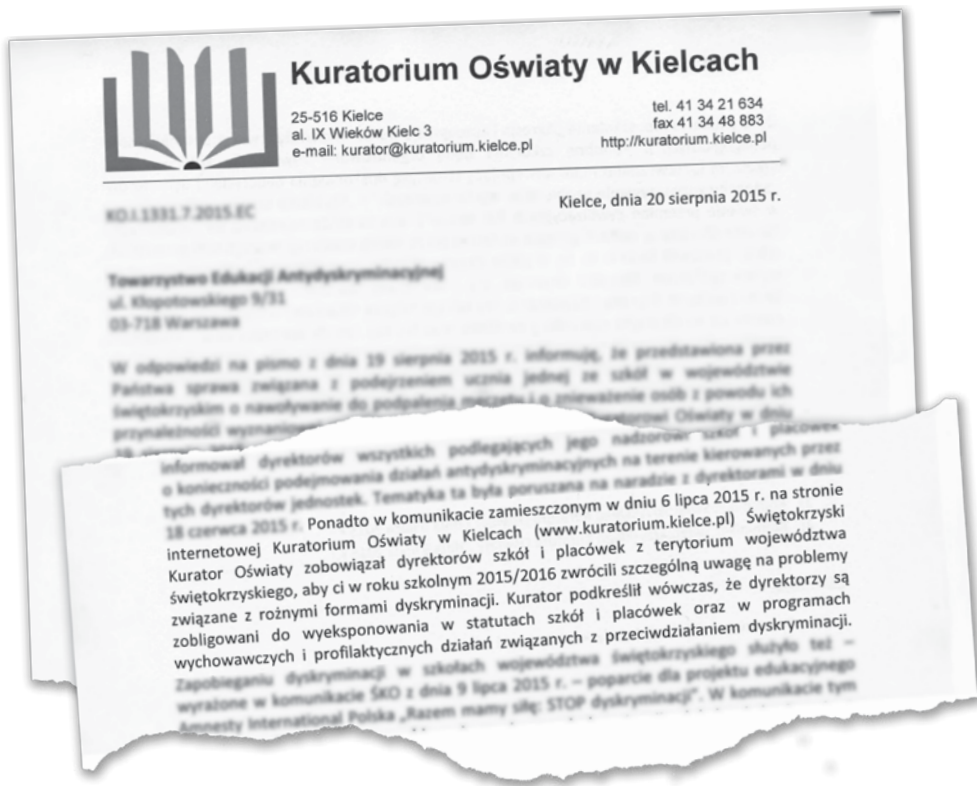 Kuratorium Oświaty w Kielcach
25-516 Kielce
al. IX Wieków Kielc 3
e-mail: kurator@kuratorium.kielce.pl
tel. 41 34 21 634
fax 41 34 48 883
http://kuratorium.kielce.pl
KO.I.1331.7.2015.EC
Kielce, dnia 20 sierpnia 2015 r.
Towarzystwo Edukacji Antydyskryminacyjnej
ul. Kłopotowskiego 9/31
03-718 Warszawa
W odpowiedzi na pismo z dnia 19 sierpnia 2015 r. informuję, że przedstawiona przez
Państwa sprawa związana z podejrzeniem ucznia jednej ze szkół w województwie
świętokrzyskim o nawoływanie do podpalenia meczetu i o znieważenie osób z powodu ich
przynależności Oświaty w dniu
informował dyrektorów wszystkich podlegających jego nadzorowi szkół i placówek
o konieczności podejmowania działań antydyskryminacyjnych na terenie kierowanych przez
tych dyrektorów jednostek. Tematyka ta była poruszana na naradzie z dyrektorami w dniu
18 czerwca 2015 r. Ponadto w komunikacie zamieszczonym w dniu 6 lipca 2015 r. na stronie
internetowej Kuratorium Oświaty w Kielcach (www.kuratorium.kielce.pl) Świętokrzyski
Kurator Oświaty zobowiązał dyrektorów szkół i placówek z terytorium województwa
świętokrzyskiego, aby ci w roku szkolnym 2015/2016 zwrócili szczególną uwagę na problemy
związane z rożnymi formami dyskryminacji. Kurator podkreślił wówczas, że dyrektorzy są
zobligowani do wyeksponowania w statutach szkół i placówek oraz w programach
wychowawczych i profilaktycznych działań związanych z przeciwdziałaniem dyskryminacji.
Zapobieganiu dyskryminacji w szkołach województwa świętokrzyskiego służyło też –
wyrażone w komunikacie ŚKO z dnia 9 lipca 2015 r. – poparcie dla projektu edukacyjnego
Amnesty International Polska „Razem mamy siłę: STOP dyskryminacji". W komunikacie tym